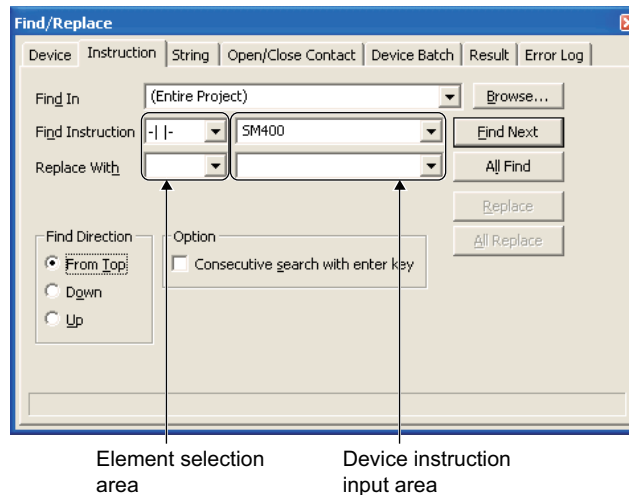 Find/Replace
Device Instruction String Open/Close Contact Device Batch Result Error Log
Find In (Entire Project) Browse...
Find Instruction -| |- SM400 Find Next
Replace With All Find
Replace
All Replace
Find Direction
From Top
Down
Up
Option
Consecutive search with enter key
Element selection area
Device instruction input area